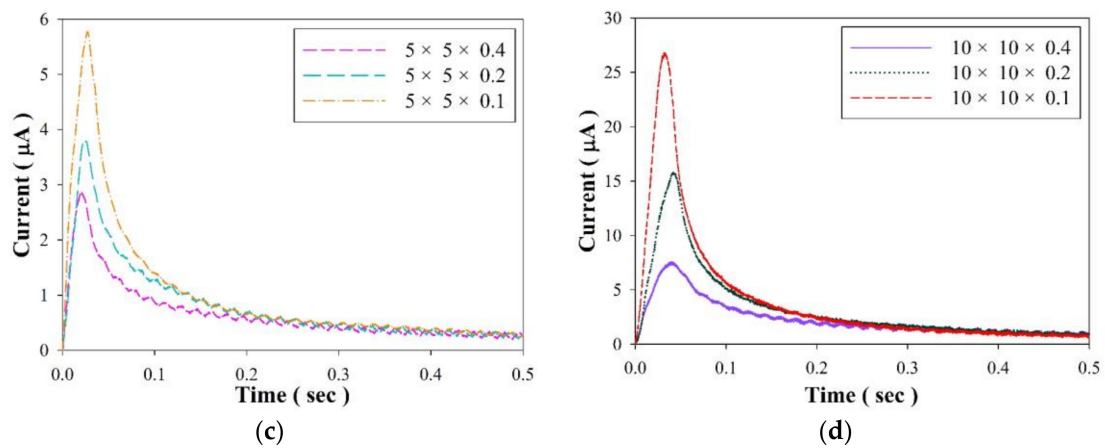 6
5
4
3
2
1
0
Current ( μA )
5 × 5 × 0.4
5 × 5 × 0.2
5 × 5 × 0.1
0.0 0.1 0.2 0.3 0.4 0.5
Time ( sec )
(c)
30
25
20
15
10
5
0
Current ( μA )
10 × 10 × 0.4
10 × 10 × 0.2
10 × 10 × 0.1
0.0 0.1 0.2 0.3 0.4 0.5
Time ( sec )
(d)